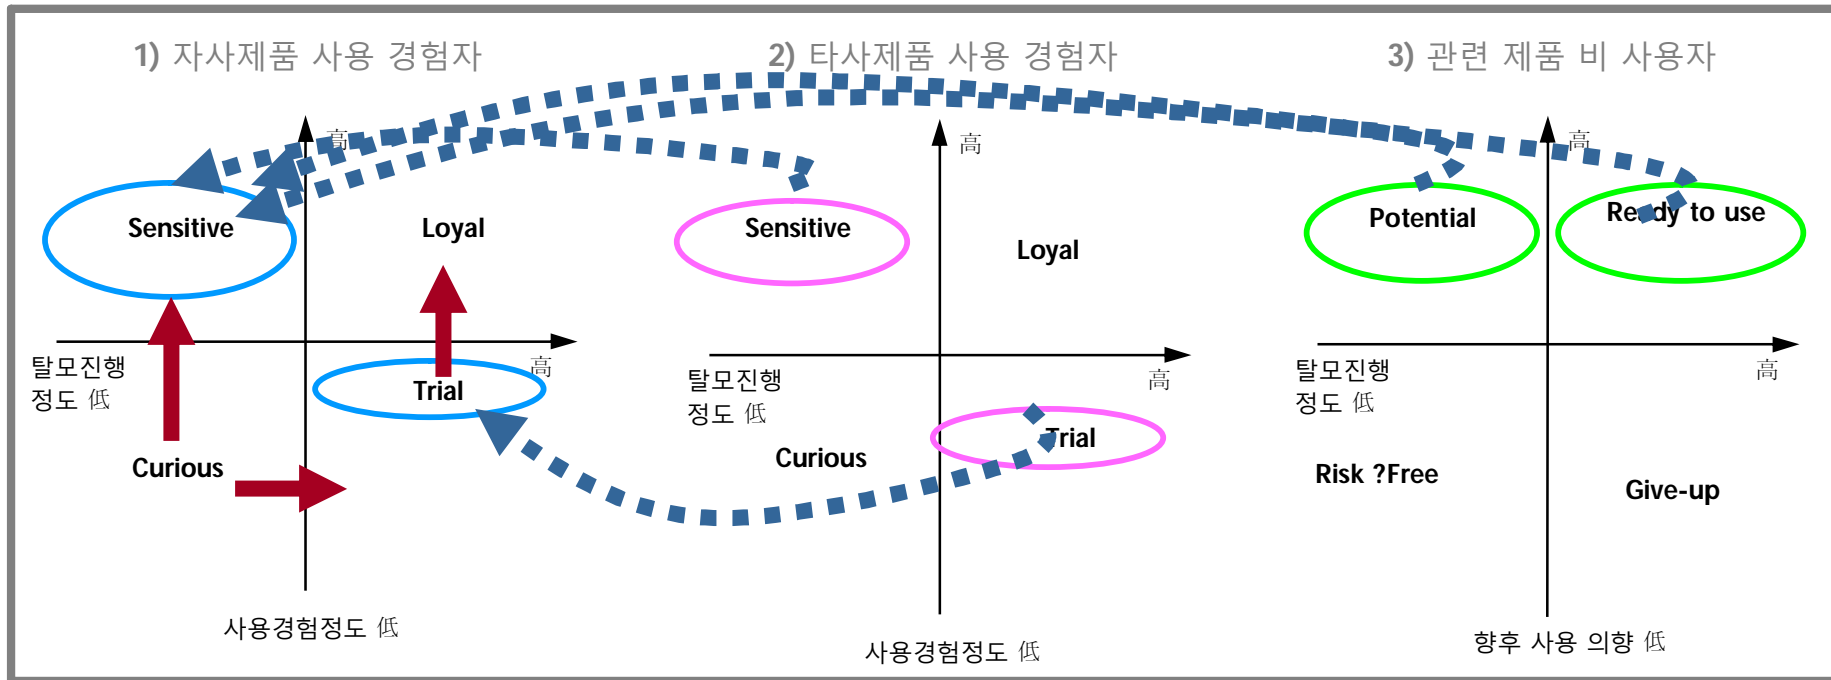 1) 자사제품 사용 경험자
2) 타사제품 사용 경험자
3) 관련 제품 비 사용자
高
Sensitive
Loyal
高
탈모진행
정도 低
Trial
Curious
사용경험정도 低
高
Sensitive
Loyal
高
탈모진행
정도 低
Trial
Curious
사용경험정도 低
高
Potential
Ready to use
高
탈모진행
정도 低
Risk ?Free
Give-up
향후 사용 의향 低